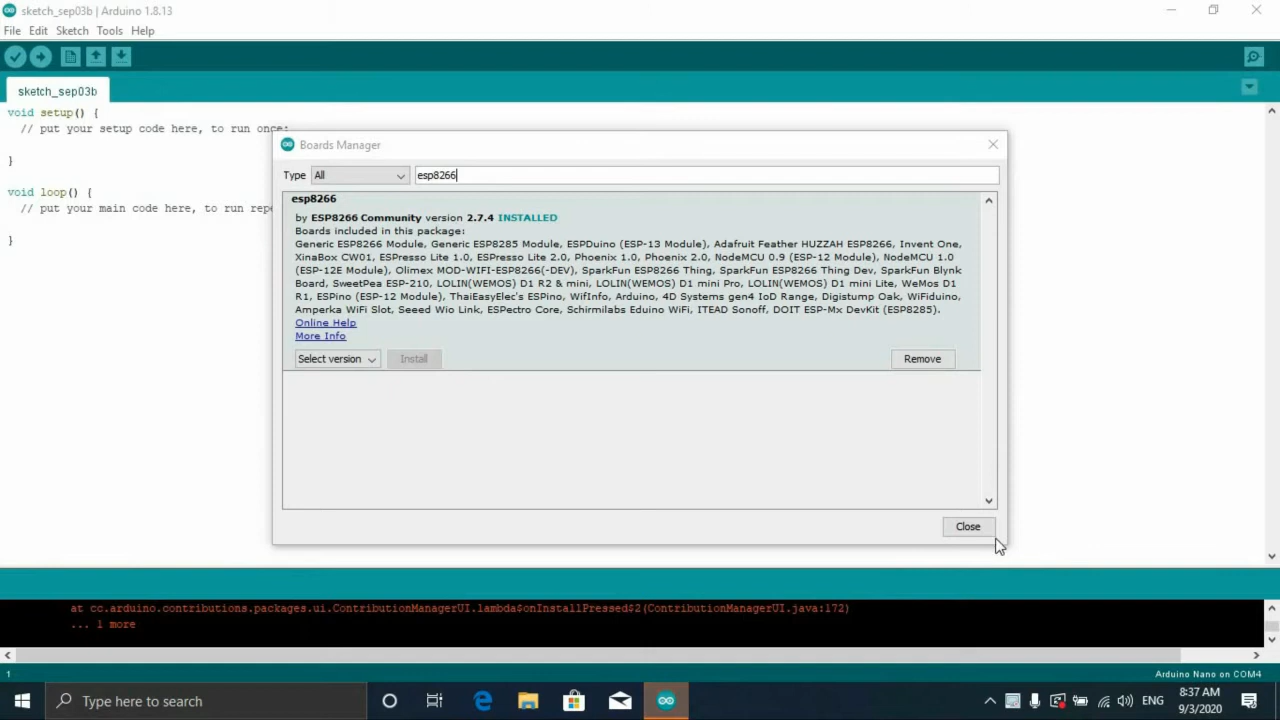 sketch_sep03b | Arduino 1.8.13
File Edit Sketch Tools Help
sketch_sep03b
void setup() {
// put your setup code here, to run once:
}
void loop() {
// put your main code here, to run repe
}
Boards Manager
Type All esp8266
esp8266
by ESP8266 Community version 2.7.4 INSTALLED
Boards included in this package:
Generic ESP8266 Module, Generic ESP8285 Module, ESPDuino (ESP-13 Module), Adafruit Feather HUZZAH ESP8266, Invent One,
XinaBox CW01, ESPresso Lite 1.0, ESPresso Lite 2.0, Phoenix 1.0, Phoenix 2.0, NodeMCU 0.9 (ESP-12 Module), NodeMCU 1.0
(ESP-12E Module), Olimex MOD-WIFI-ESP8266(-DEV), SparkFun ESP8266 Thing, SparkFun ESP8266 Thing Dev, SparkFun Blynk
Board, SweetPea ESP-210, LOLIN(WEMOS) D1 R2 & mini, LOLIN(WEMOS) D1 mini Pro, LOLIN(WEMOS) D1 mini Lite, WeMos D1
R1, ESPino (ESP-12 Module), ThaiEasyElec's ESPino, WifInfo, Arduino, 4D Systems gen4 IoD Range, Digistump Oak, WiFiduino,
Amperka WiFi Slot, Seeed Wio Link, ESPectro Core, Schirmilabs Eduino WiFi, ITEAD Sonoff, DOIT ESP-Mx DevKit (ESP8285).
Online Help
More Info
Select version Install Remove
Close
at cc.arduino.contributions.packages.ui.ContributionManagerUI.lambda$onInstallPressed$2(ContributionManagerUI.java:172)
... 1 more
1 Arduino Nano on COM4
Type here to search
ENG
8:37 AM
9/3/2020